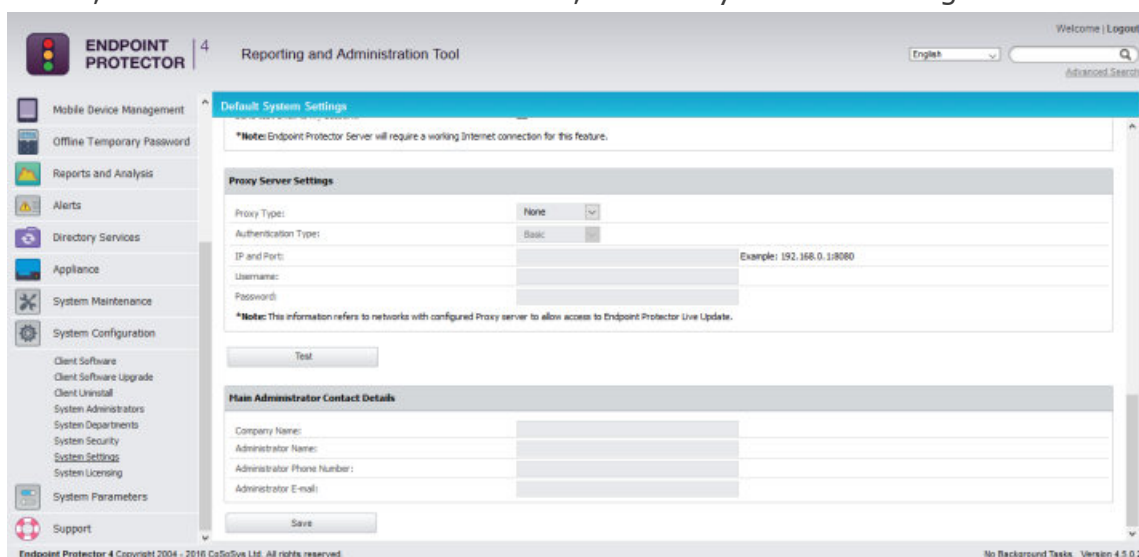 Welcome | Logout
ENDPOINT PROTECTOR 4
Reporting and Administration Tool
English
Advanced Search
Mobile Device Management
Offline Temporary Password
Reports and Analysis
Alerts
Directory Services
Appliance
System Maintenance
System Configuration
Client Software
Client Software Upgrade
Client Uninstall
System Administrators
System Departments
System Security
System Settings
System Licensing
System Parameters
Support
Default System Settings
*Note: Endpoint Protector Server will require a working Internet connection for this feature.
Proxy Server Settings
Proxy Type: None
Authentication Type: Basic
IP and Port: Example: 192.168.0.1:8080
Username:
Password:
*Note: This information refers to networks with configured Proxy server to allow access to Endpoint Protector Live Update.
Test
Main Administrator Contact Details
Company Name:
Administrator Name:
Administrator Phone Number:
Administrator E-mail:
Save
Endpoint Protector 4 Copyright 2004 - 2016 CoSoSys Ltd. All rights reserved.
No Background Tasks Version 4.5.0.2